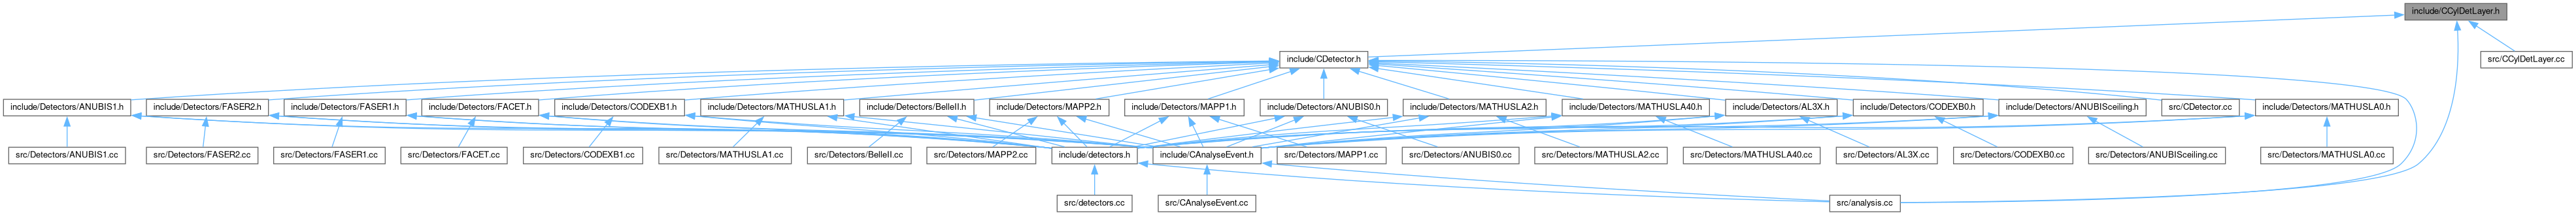 include/CCylDetLayer.h
include/CDetector.h
src/CCylDetLayer.cc
include/Detectors/ANUBIS1.h
include/Detectors/FASER2.h
include/Detectors/FASER1.h
include/Detectors/FACET.h
include/Detectors/CODEXB1.h
include/Detectors/MATHUSLA1.h
include/Detectors/BelleII.h
include/Detectors/MAPP2.h
include/Detectors/MAPP1.h
include/Detectors/ANUBIS0.h
include/Detectors/MATHUSLA2.h
include/Detectors/MATHUSLA40.h
include/Detectors/AL3X.h
include/Detectors/CODEXB0.h
include/Detectors/ANUBISceiling.h
src/CDetector.cc
include/Detectors/MATHUSLA0.h
src/Detectors/ANUBIS1.cc
src/Detectors/FASER2.cc
src/Detectors/FASER1.cc
src/Detectors/FACET.cc
src/Detectors/CODEXB1.cc
src/Detectors/MATHUSLA1.cc
src/Detectors/BelleII.cc
src/Detectors/MAPP2.cc
include/detectors.h
include/CAnalyseEvent.h
src/Detectors/MAPP1.cc
src/Detectors/ANUBIS0.cc
src/Detectors/MATHUSLA2.cc
src/Detectors/MATHUSLA40.cc
src/Detectors/AL3X.cc
src/Detectors/CODEXB0.cc
src/Detectors/ANUBISceiling.cc
src/Detectors/MATHUSLA0.cc
src/detectors.cc
src/CAnalyseEvent.cc
src/analysis.cc